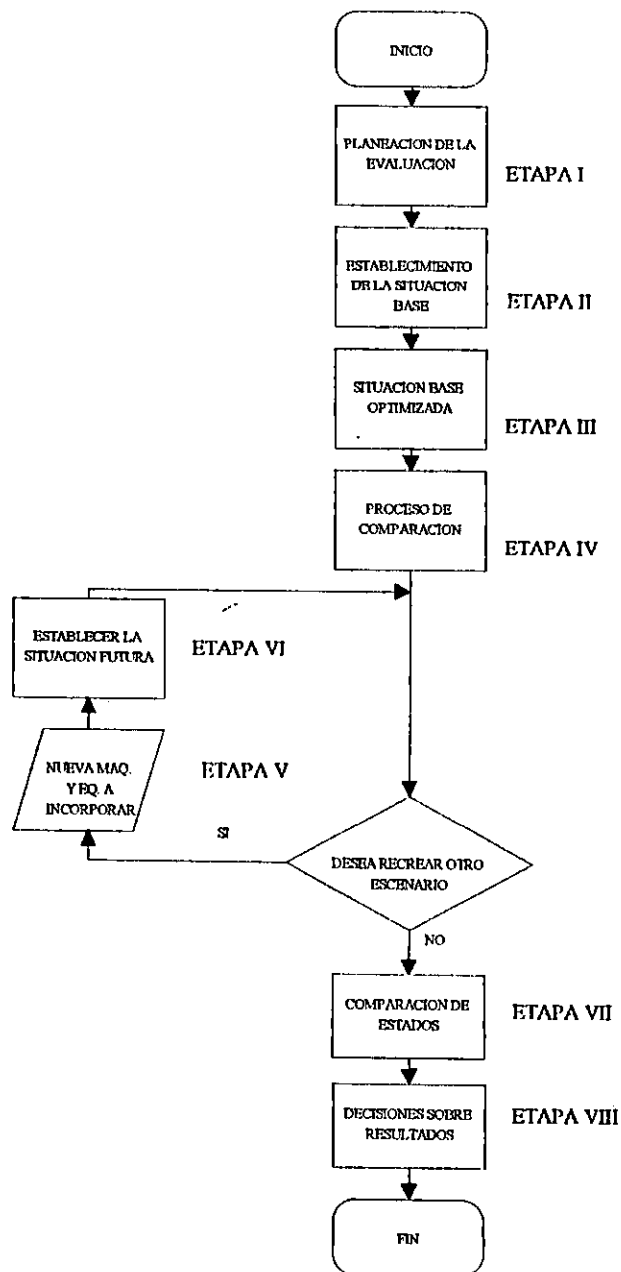 INICIO
PLANEACION DE LA
EVALUACION
ETAPA I
ESTABLECIMIENTO
DE LA SITUACION
BASE
ETAPA II
SITUACION BASE
OPTIMIZADA
ETAPA III
PROCESO DE
COMPARACION
ETAPA IV
ESTABLECER LA
SITUACION FUTURA
ETAPA VI
NUEVA MAQ.
Y EQ. A
INCORPORAR
ETAPA V
SI
DESEA RECREAR OTRO
ESCENARIO
NO
COMPARACION DE
ESTADOS
ETAPA VII
DECISIONES SOBRE
RESULTADOS
ETAPA VIII
FIN